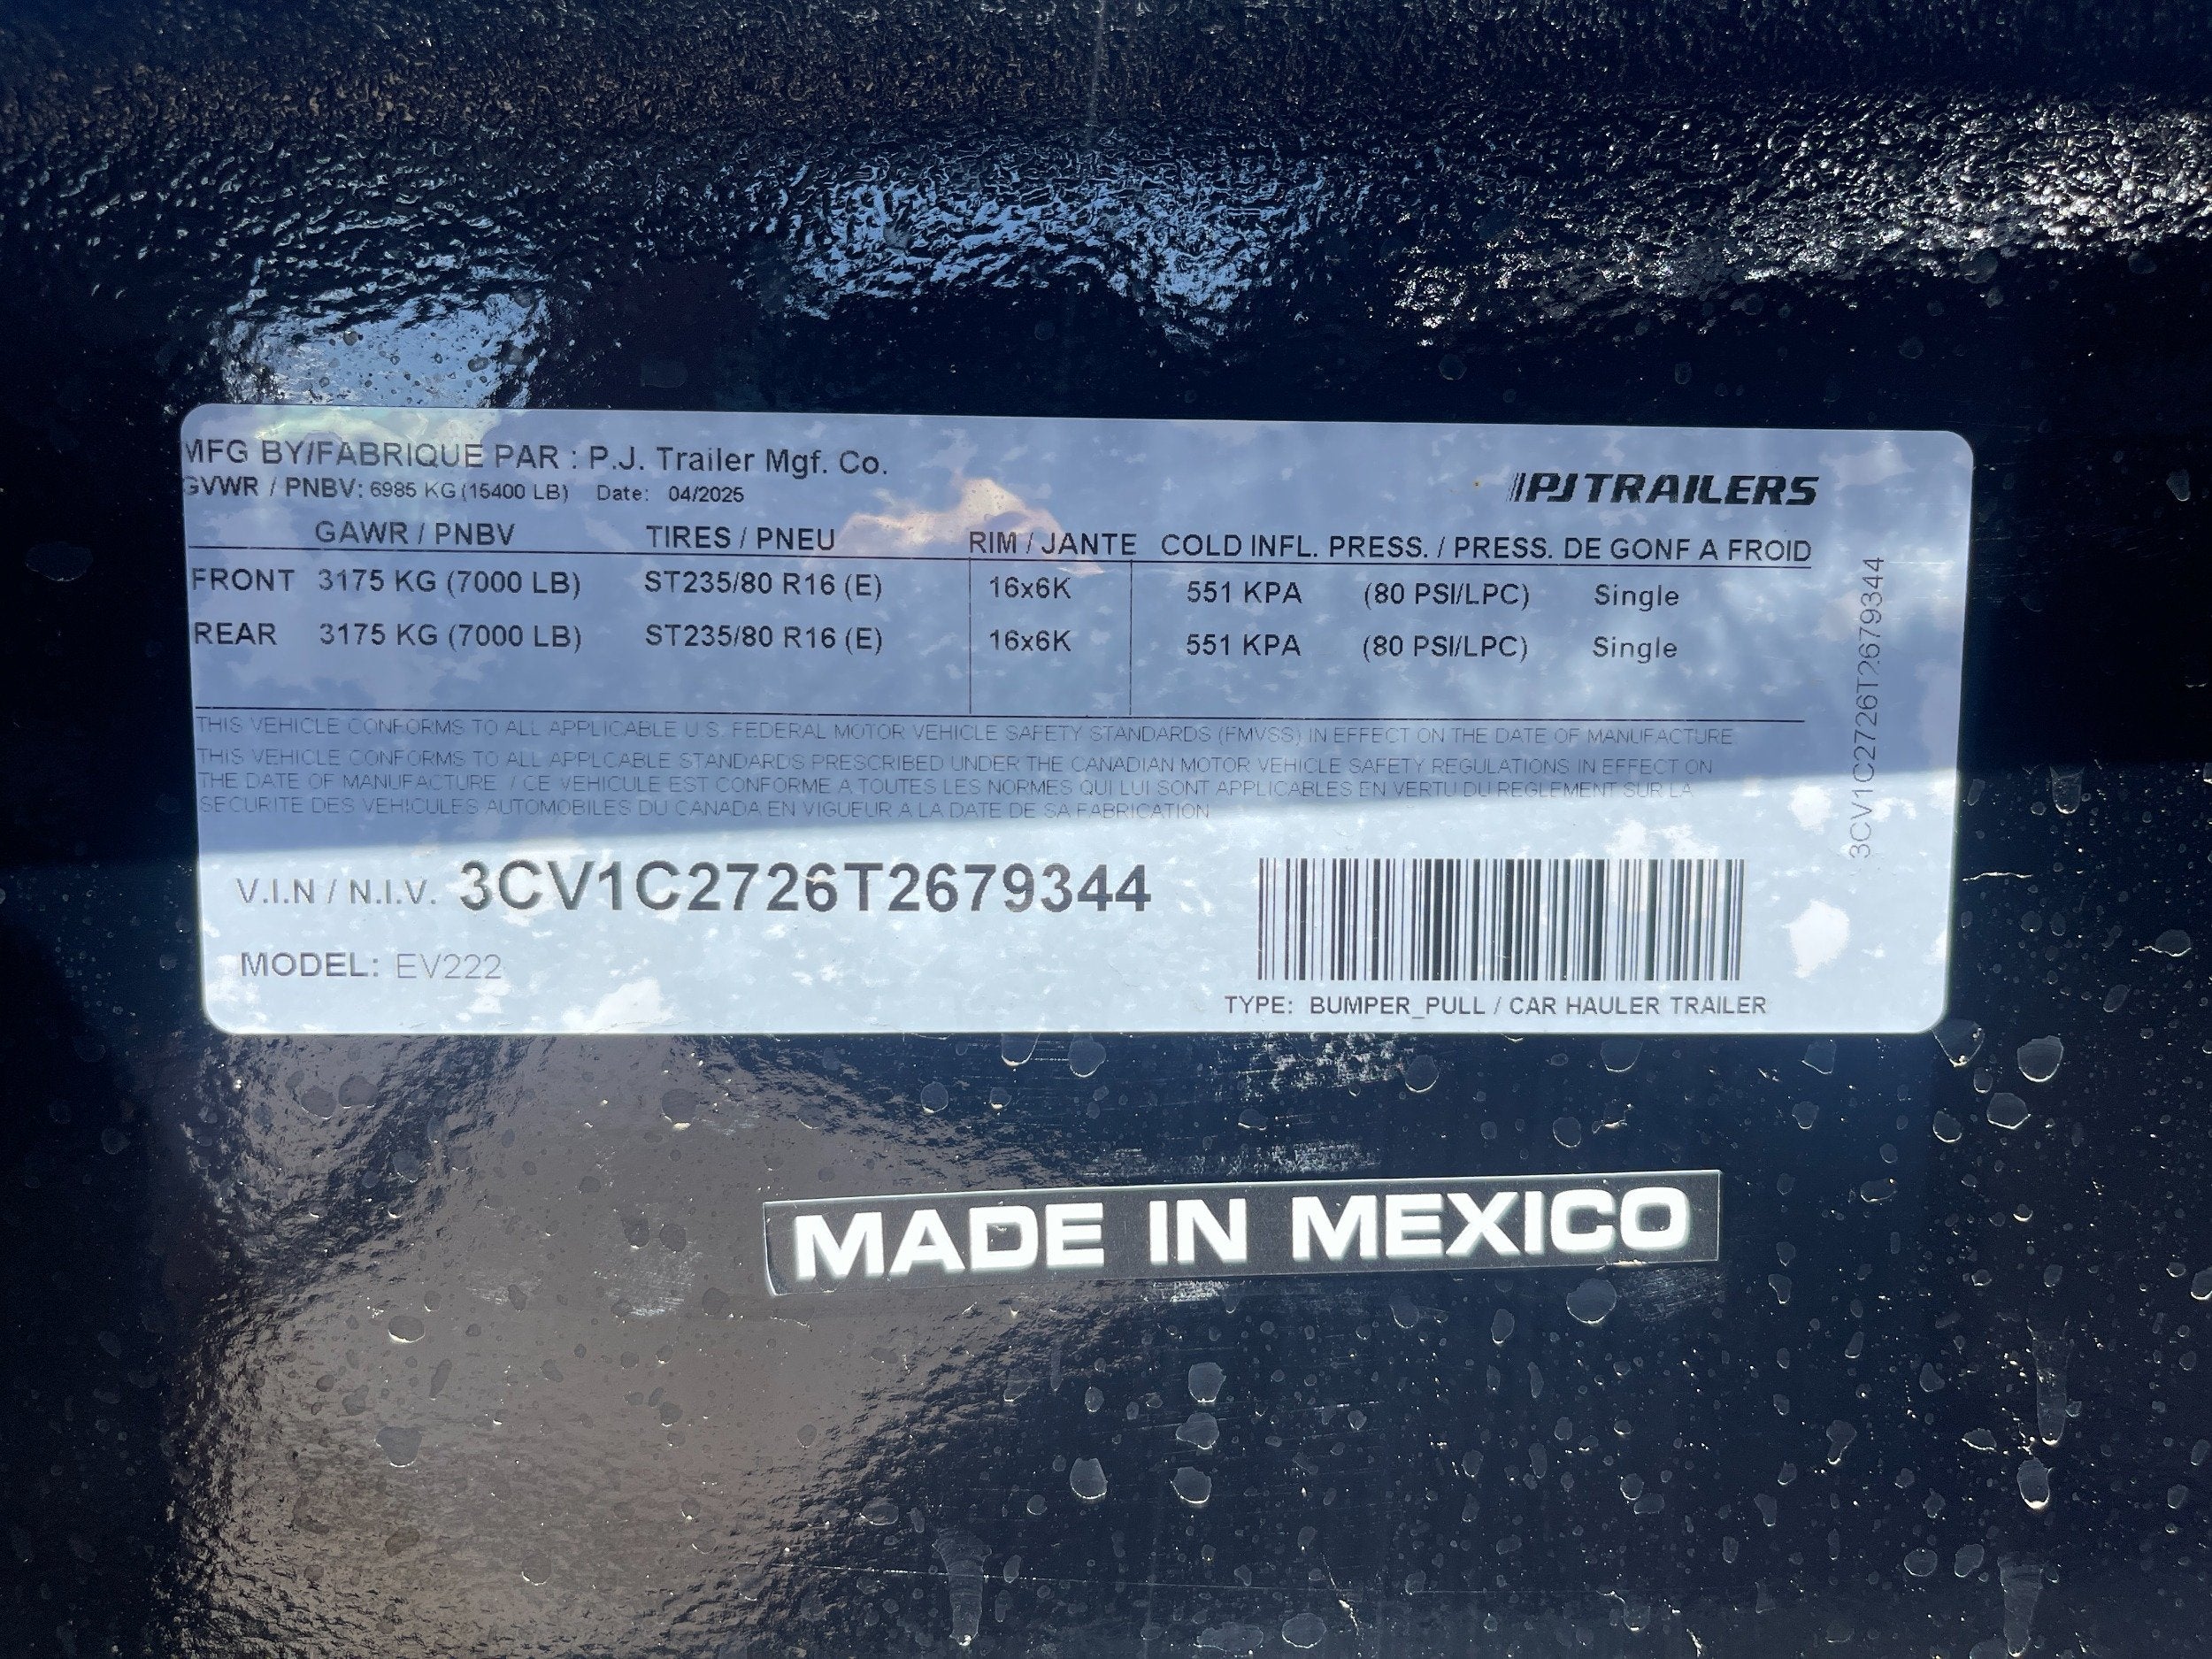 MFG BY/FABRIQUE PAR : P.J. Trailer Mgf. Co.
GVWR / PNBV: 6985 KG (15400 LB) Date: 04/2025
PJ TRAILERS
GAWR / PNBV TIRES / PNEU RIM / JANTE COLD INFL. PRESS. / PRESS. DE GONF A FROID
FRONT 3175 KG (7000 LB) ST235/80 R16 (E) 16x6K 551 KPA (80 PSI/LPC) Single
REAR 3175 KG (7000 LB) ST235/80 R16 (E) 16x6K 551 KPA (80 PSI/LPC) Single
THIS VEHICLE CONFORMS TO ALL APPLICABLE U.S. FEDERAL MOTOR VEHICLE SAFETY STANDARDS (FMVSS) IN EFFECT ON THE DATE OF MANUFACTURE.
THIS VEHICLE CONFORMS TO ALL APPLCABLE STANDARDS PRESCRIBED UNDER THE CANADIAN MOTOR VEHICLE SAFETY REGULATIONS IN EFFECT ON
THE DATE OF MANUFACTURE / CE VEHICULE EST CONFORME A TOUTES LES NORMES QUI LUI SONT APPLICABLES EN VERTU DU REGLEMENT SUR LA
SECURITE DES VEHICULES AUTOMOBILES DU CANADA EN VIGUEUR A LA DATE DE SA FABRICATION
V.I.N / N.I.V. 3CV1C2726T2679344
MODEL: EV222
TYPE: BUMPER_PULL / CAR HAULER TRAILER
3CV1C2726T2679344
MADE IN MEXICO